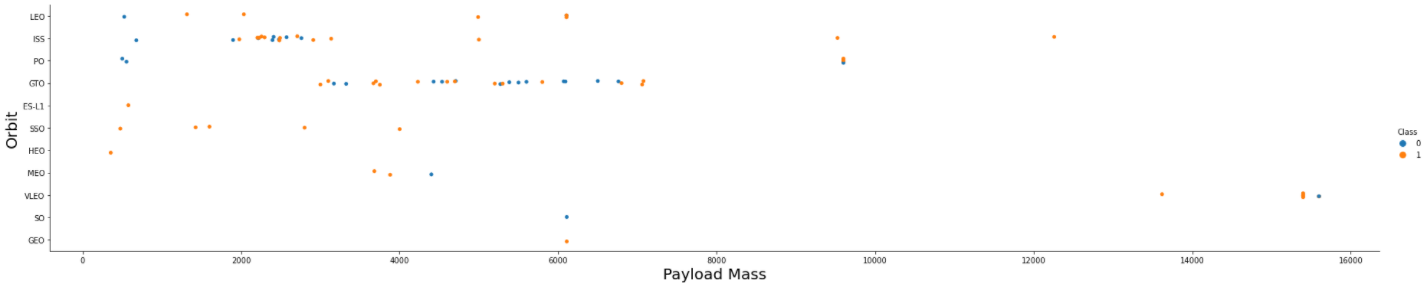 LEO
ISS
PO
GTO
ES-L1
SSO
HEO
MEO
VLEO
SO
GEO
Orbit
0 2000 4000 6000 8000 10000 12000 14000 16000
Payload Mass
Class
0
1